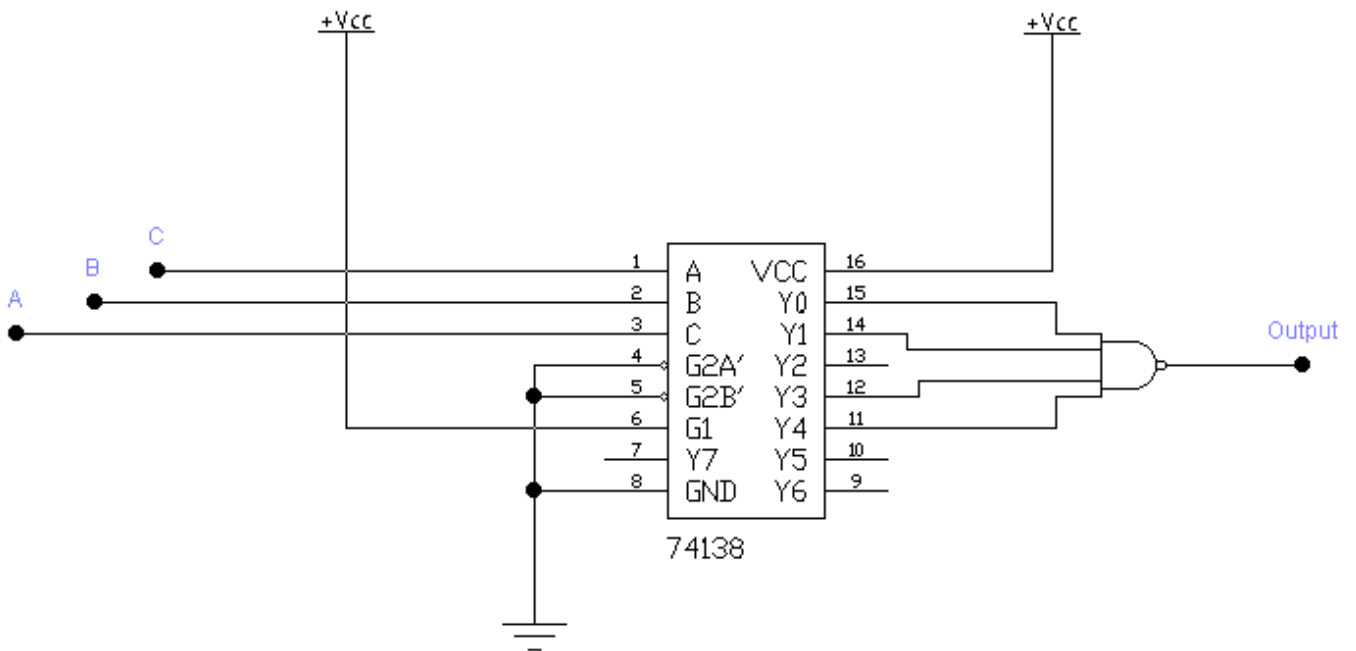 +Vcc
+Vcc
C
B
A
1 A VCC 16
2 B Y0 15
3 C Y1 14
4 G2A' Y2 13
5 G2B' Y3 12
6 G1 Y4 11
7 Y7 Y5 10
8 GND Y6 9
74138
Output